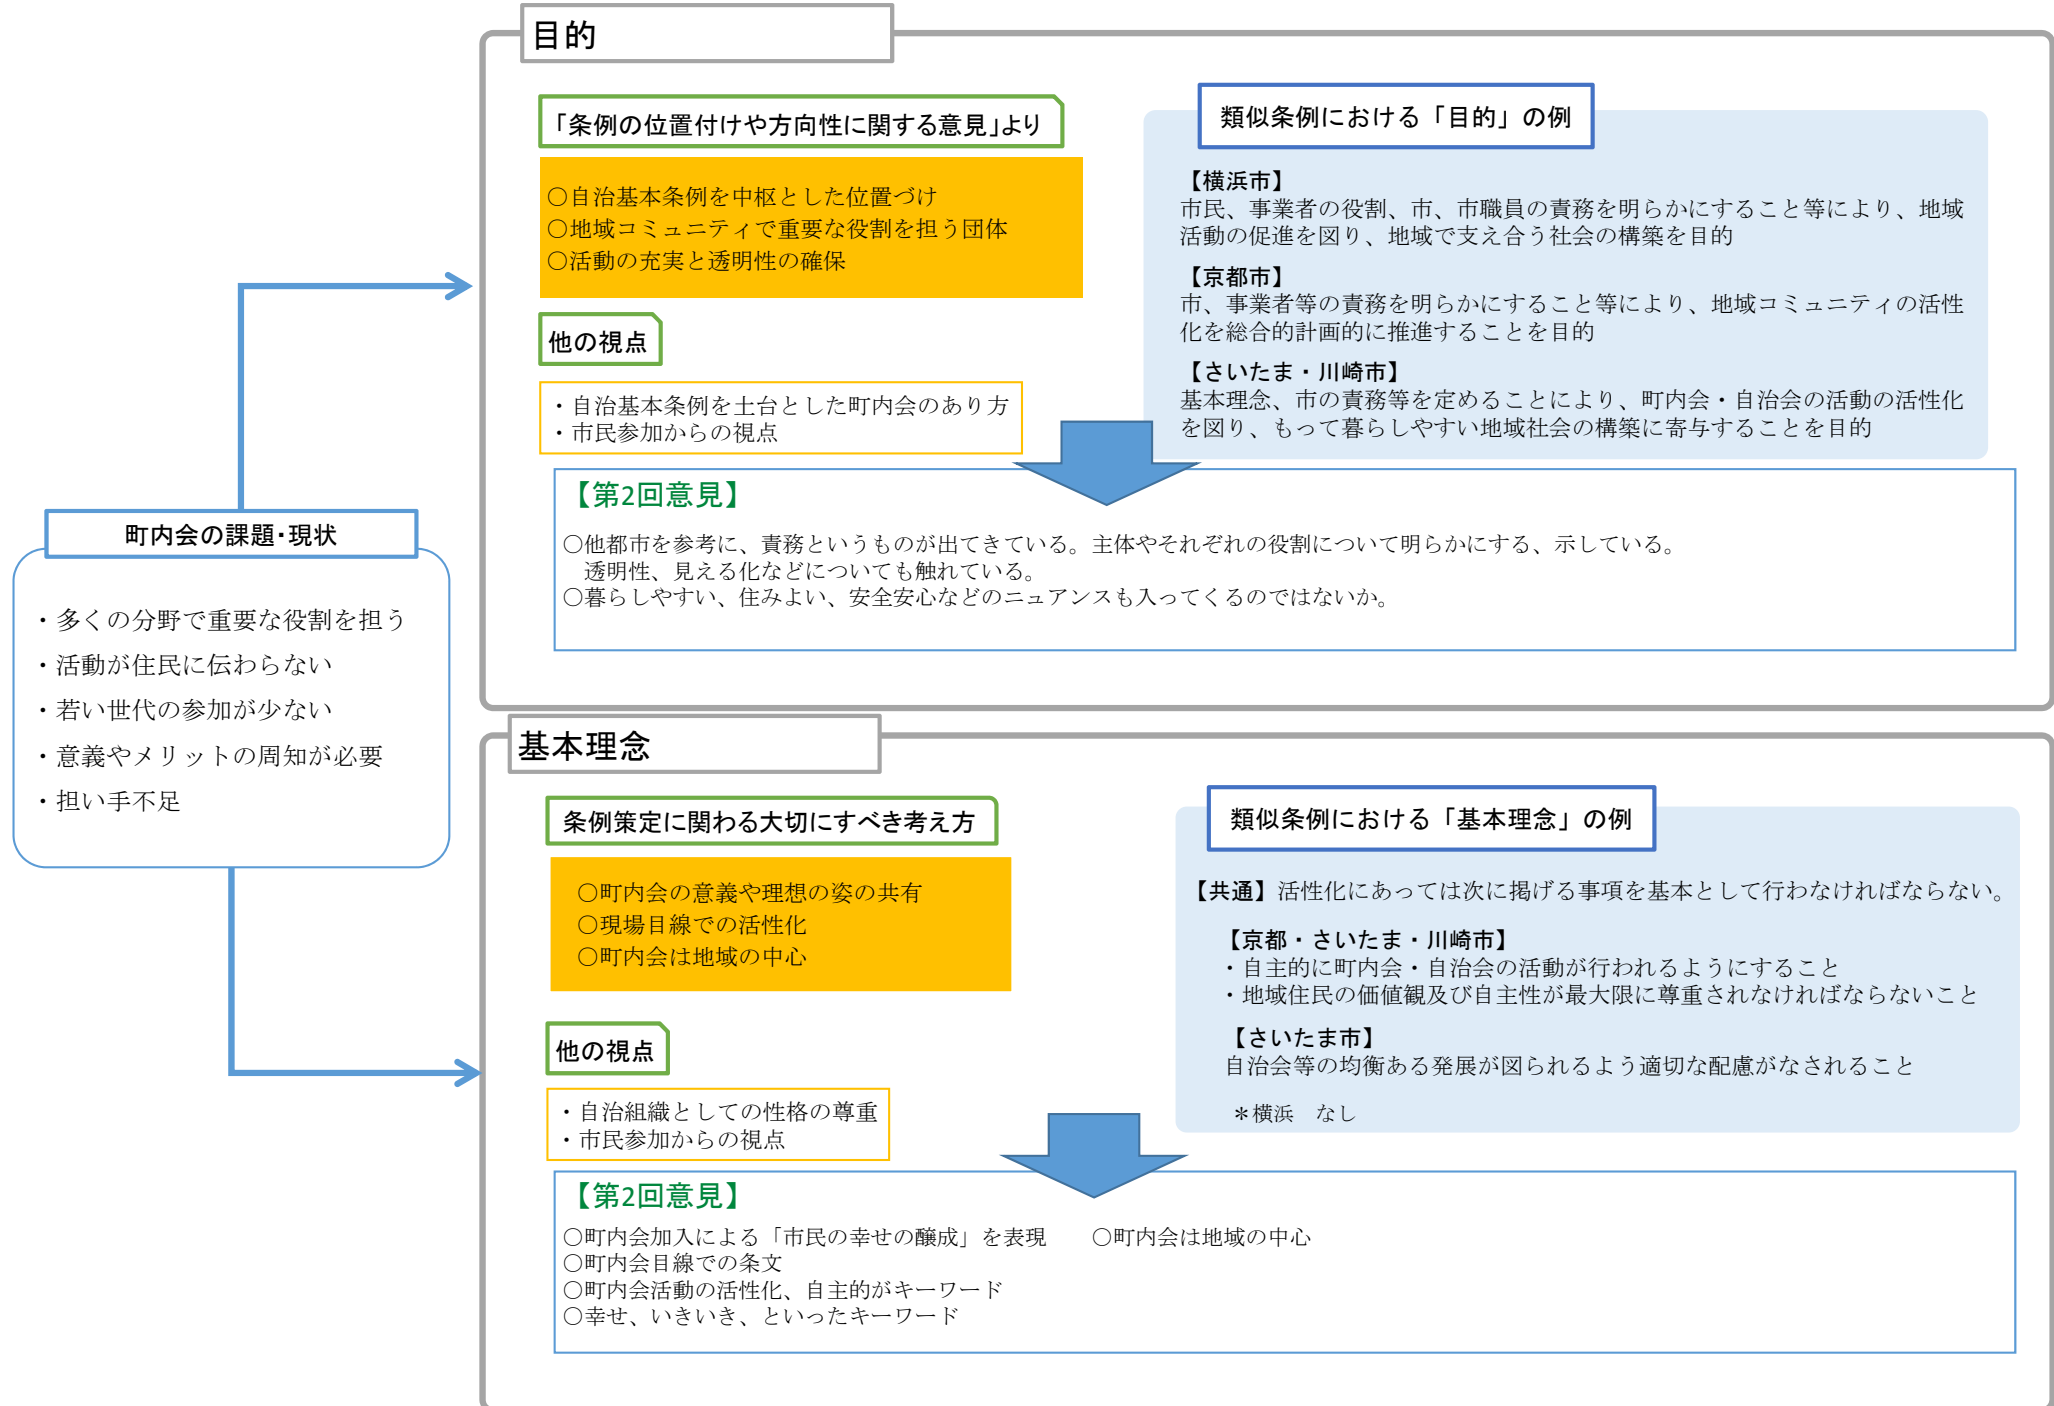 町内会の課題・現状
・多くの分野で重要な役割を担う
・活動が住民に伝わらない
・若い世代の参加が少ない
・意義やメリットの周知が必要
・担い手不足
目的
「条例の位置付けや方向性に関する意見」より
〇自治基本条例を中枢とした位置づけ
〇地域コミュニティで重要な役割を担う団体
〇活動の充実と透明性の確保
他の視点
・自治基本条例を土台とした町内会のあり方
・市民参加からの視点
類似条例における「目的」の例
【横浜市】
市民、事業者の役割、市、市職員の責務を明らかにすること等により、地域
活動の促進を図り、地域で支え合う社会の構築を目的
【京都市】
市、事業者等の責務を明らかにすること等により、地域コミュニティの活性
化を総合的計画的に推進することを目的
【さいたま・川崎市】
基本理念、市の責務等を定めることにより、町内会・自治会の活動の活性化
を図り、もって暮らしやすい地域社会の構築に寄与することを目的
【第2回意見】
〇他都市を参考に、責務というものが出てきている。主体やそれぞれの役割について明らかにする、示している。
透明性、見える化などについても触れている。
〇暮らしやすい、住みよい、安全安心などのニュアンスも入ってくるのではないか。
基本理念
条例策定に関わる大切にすべき考え方
〇町内会の意義や理想の姿の共有
〇現場目線での活性化
〇町内会は地域の中心
他の視点
・自治組織としての性格の尊重
・市民参加からの視点
類似条例における「基本理念」の例
【共通】活性化にあっては次に掲げる事項を基本として行わなければならない。
【京都・さいたま・川崎市】
・自主的に町内会・自治会の活動が行われるようにすること
・地域住民の価値観及び自主性が最大限に尊重されなければならないこと
【さいたま市】
自治会等の均衡ある発展が図られるよう適切な配慮がなされること
＊横浜　なし
【第2回意見】
〇町内会加入による「市民の幸せの醸成」を表現　　〇町内会は地域の中心
〇町内会目線での条文
〇町内会活動の活性化、自主的がキーワード
〇幸せ、いきいき、といったキーワード